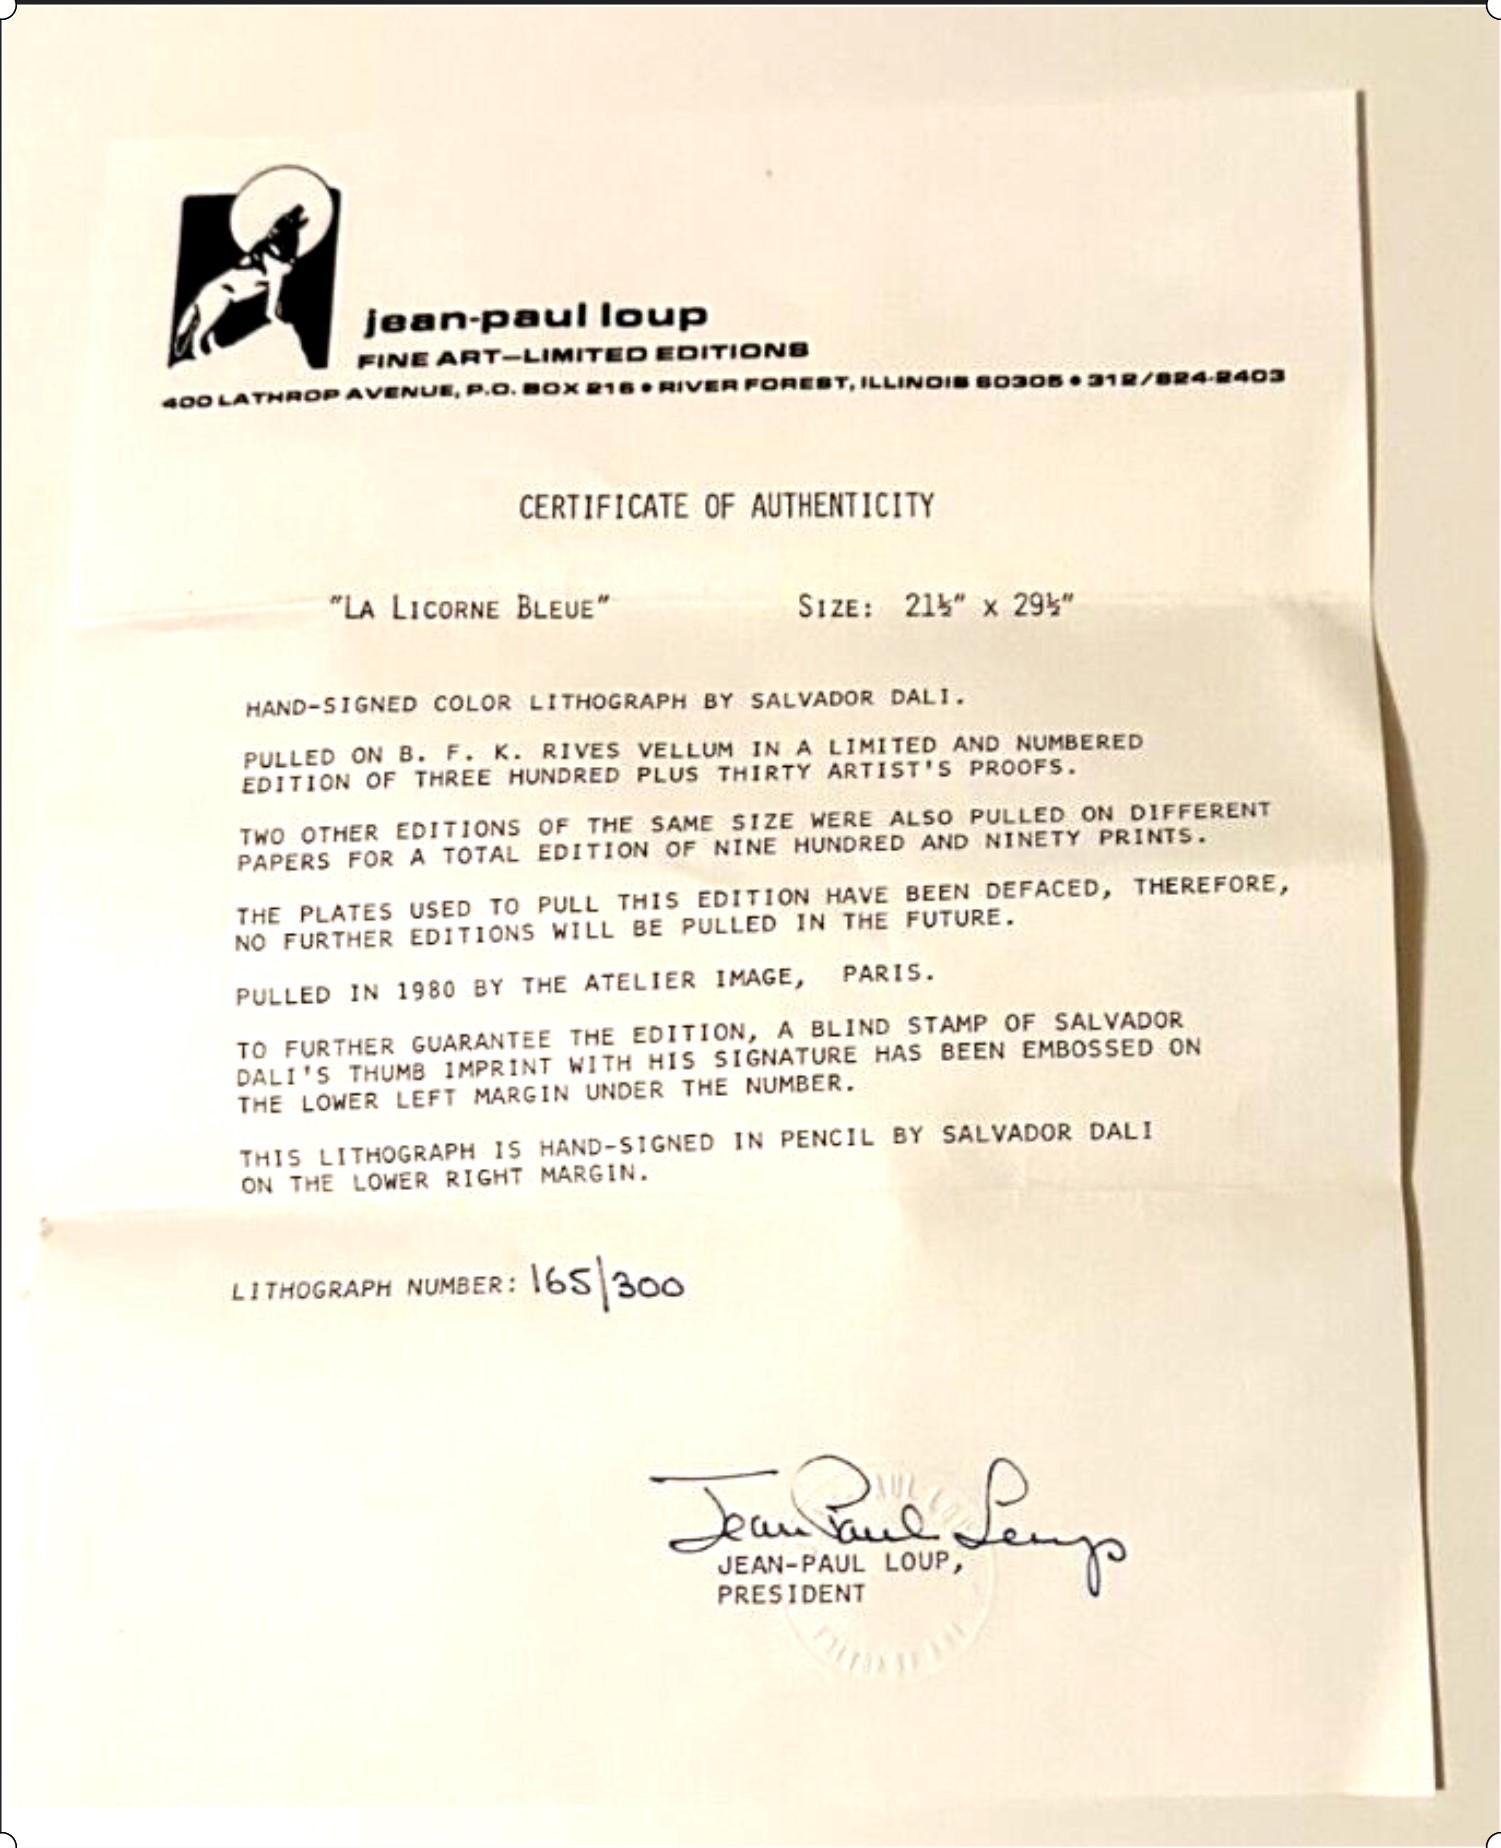 jean-paul loup
FINE ART—LIMITED EDITIONS
400 LATHROP AVENUE, P.O. BOX 216 • RIVER FOREST, ILLINOIS 60305 • 312/824-2403
CERTIFICATE OF AUTHENTICITY
"LA LICORNE BLEUE" SIZE: 21½" X 29½"
HAND-SIGNED COLOR LITHOGRAPH BY SALVADOR DALI.
PULLED ON B. F. K. RIVES VELLUM IN A LIMITED AND NUMBERED
EDITION OF THREE HUNDRED PLUS THIRTY ARTIST'S PROOFS.
TWO OTHER EDITIONS OF THE SAME SIZE WERE ALSO PULLED ON DIFFERENT
PAPERS FOR A TOTAL EDITION OF NINE HUNDRED AND NINETY PRINTS.
THE PLATES USED TO PULL THIS EDITION HAVE BEEN DEFACED, THEREFORE,
NO FURTHER EDITIONS WILL BE PULLED IN THE FUTURE.
PULLED IN 1980 BY THE ATELIER IMAGE, PARIS.
TO FURTHER GUARANTEE THE EDITION, A BLIND STAMP OF SALVADOR
DALI'S THUMB IMPRINT WITH HIS SIGNATURE HAS BEEN EMBOSSED ON
THE LOWER LEFT MARGIN UNDER THE NUMBER.
THIS LITHOGRAPH IS HAND-SIGNED IN PENCIL BY SALVADOR DALI
ON THE LOWER RIGHT MARGIN.
LITHOGRAPH NUMBER: 165/300
Jean Paul Loup
JEAN-PAUL LOUP,
PRESIDENT